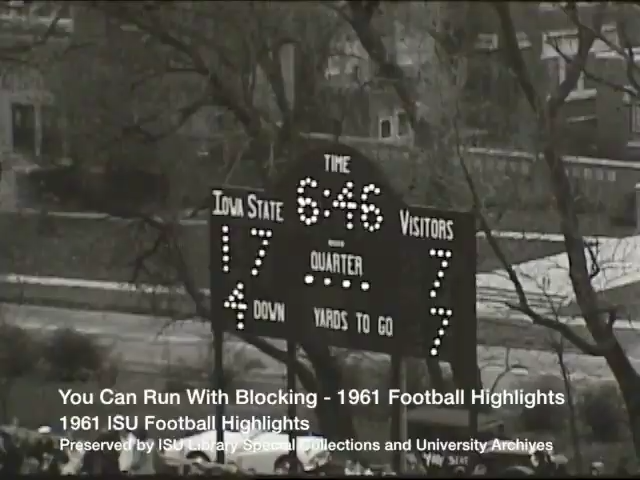 TIME
6:46
IOWA STATE
VISITORS
17
7
QUARTER
4 DOWN
YARDS TO GO
7
You Can Run With Blocking - 1961 Football Highlights
1961 ISU Football Highlights
Preserved by ISU Library Special Collections and University Archives